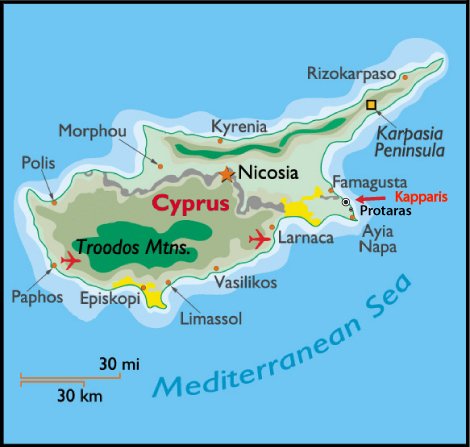 Rizokarpaso
Kyrenia
Morphou
Karpasia
Peninsula
Polis
Nicosia
Famagusta
Kapparis
Cyprus
Protaras
Larnaca
Ayia
Napa
Troodos Mtns.
Paphos
Episkopi
Vasilikos
Limassol
Mediterranean Sea
30 mi
30 km